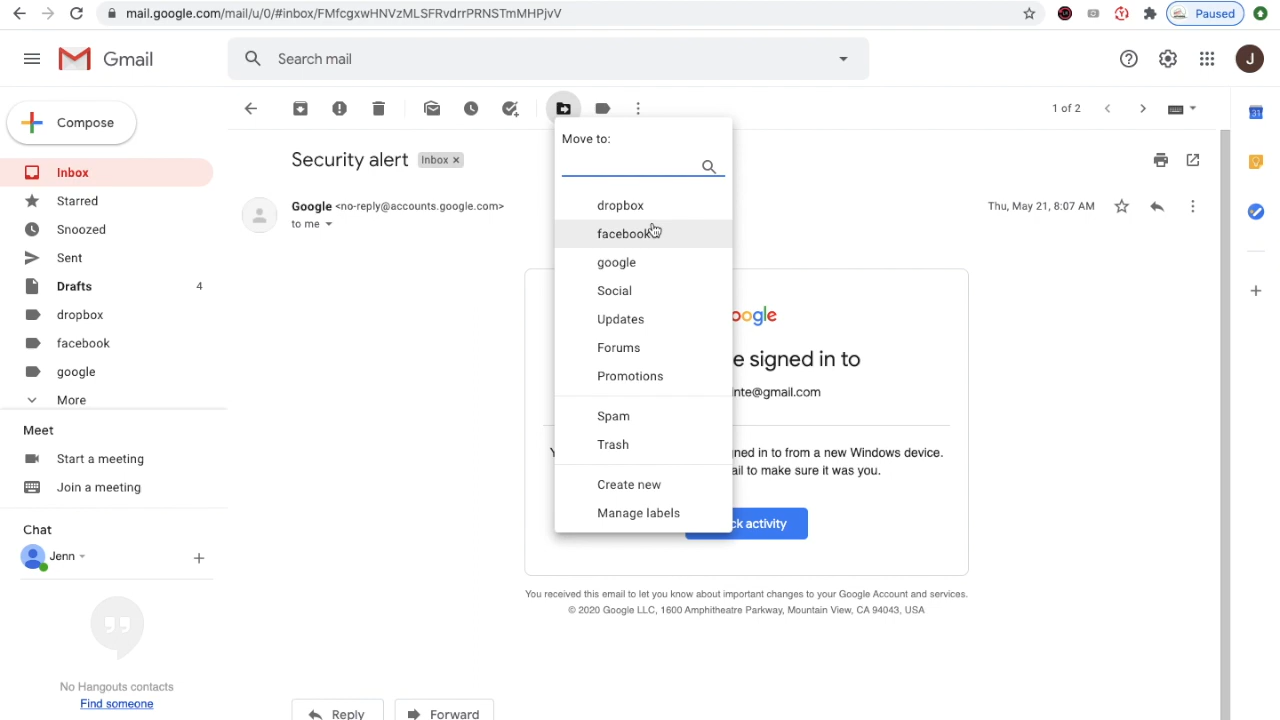 mail.google.com/mail/u/0/#inbox/FMfcgxwHNVzMLSFRvdrrPRNSTmMHPjvV
Paused
Gmail
Search mail
J
Compose
1 of 2
Move to:
Security alert
Inbox ×
Inbox
Starred
Snoozed
Sent
Drafts
4
dropbox
facebook
google
More
Google <no-reply@accounts.google.com>
to me
Thu, May 21, 8:07 AM
dropbox
facebook
google
Social
Updates
Forums
Promotions
Spam
Trash
Create new
Manage labels
oogle
e signed in to
inte@gmail.com
ned in to from a new Windows device.
ail to make sure it was you.
ck activity
You received this email to let you know about important changes to your Google Account and services.
© 2020 Google LLC, 1600 Amphitheatre Parkway, Mountain View, CA 94043, USA
Meet
Start a meeting
Join a meeting
Chat
Jenn
No Hangouts contacts
Find someone
Reply
Forward